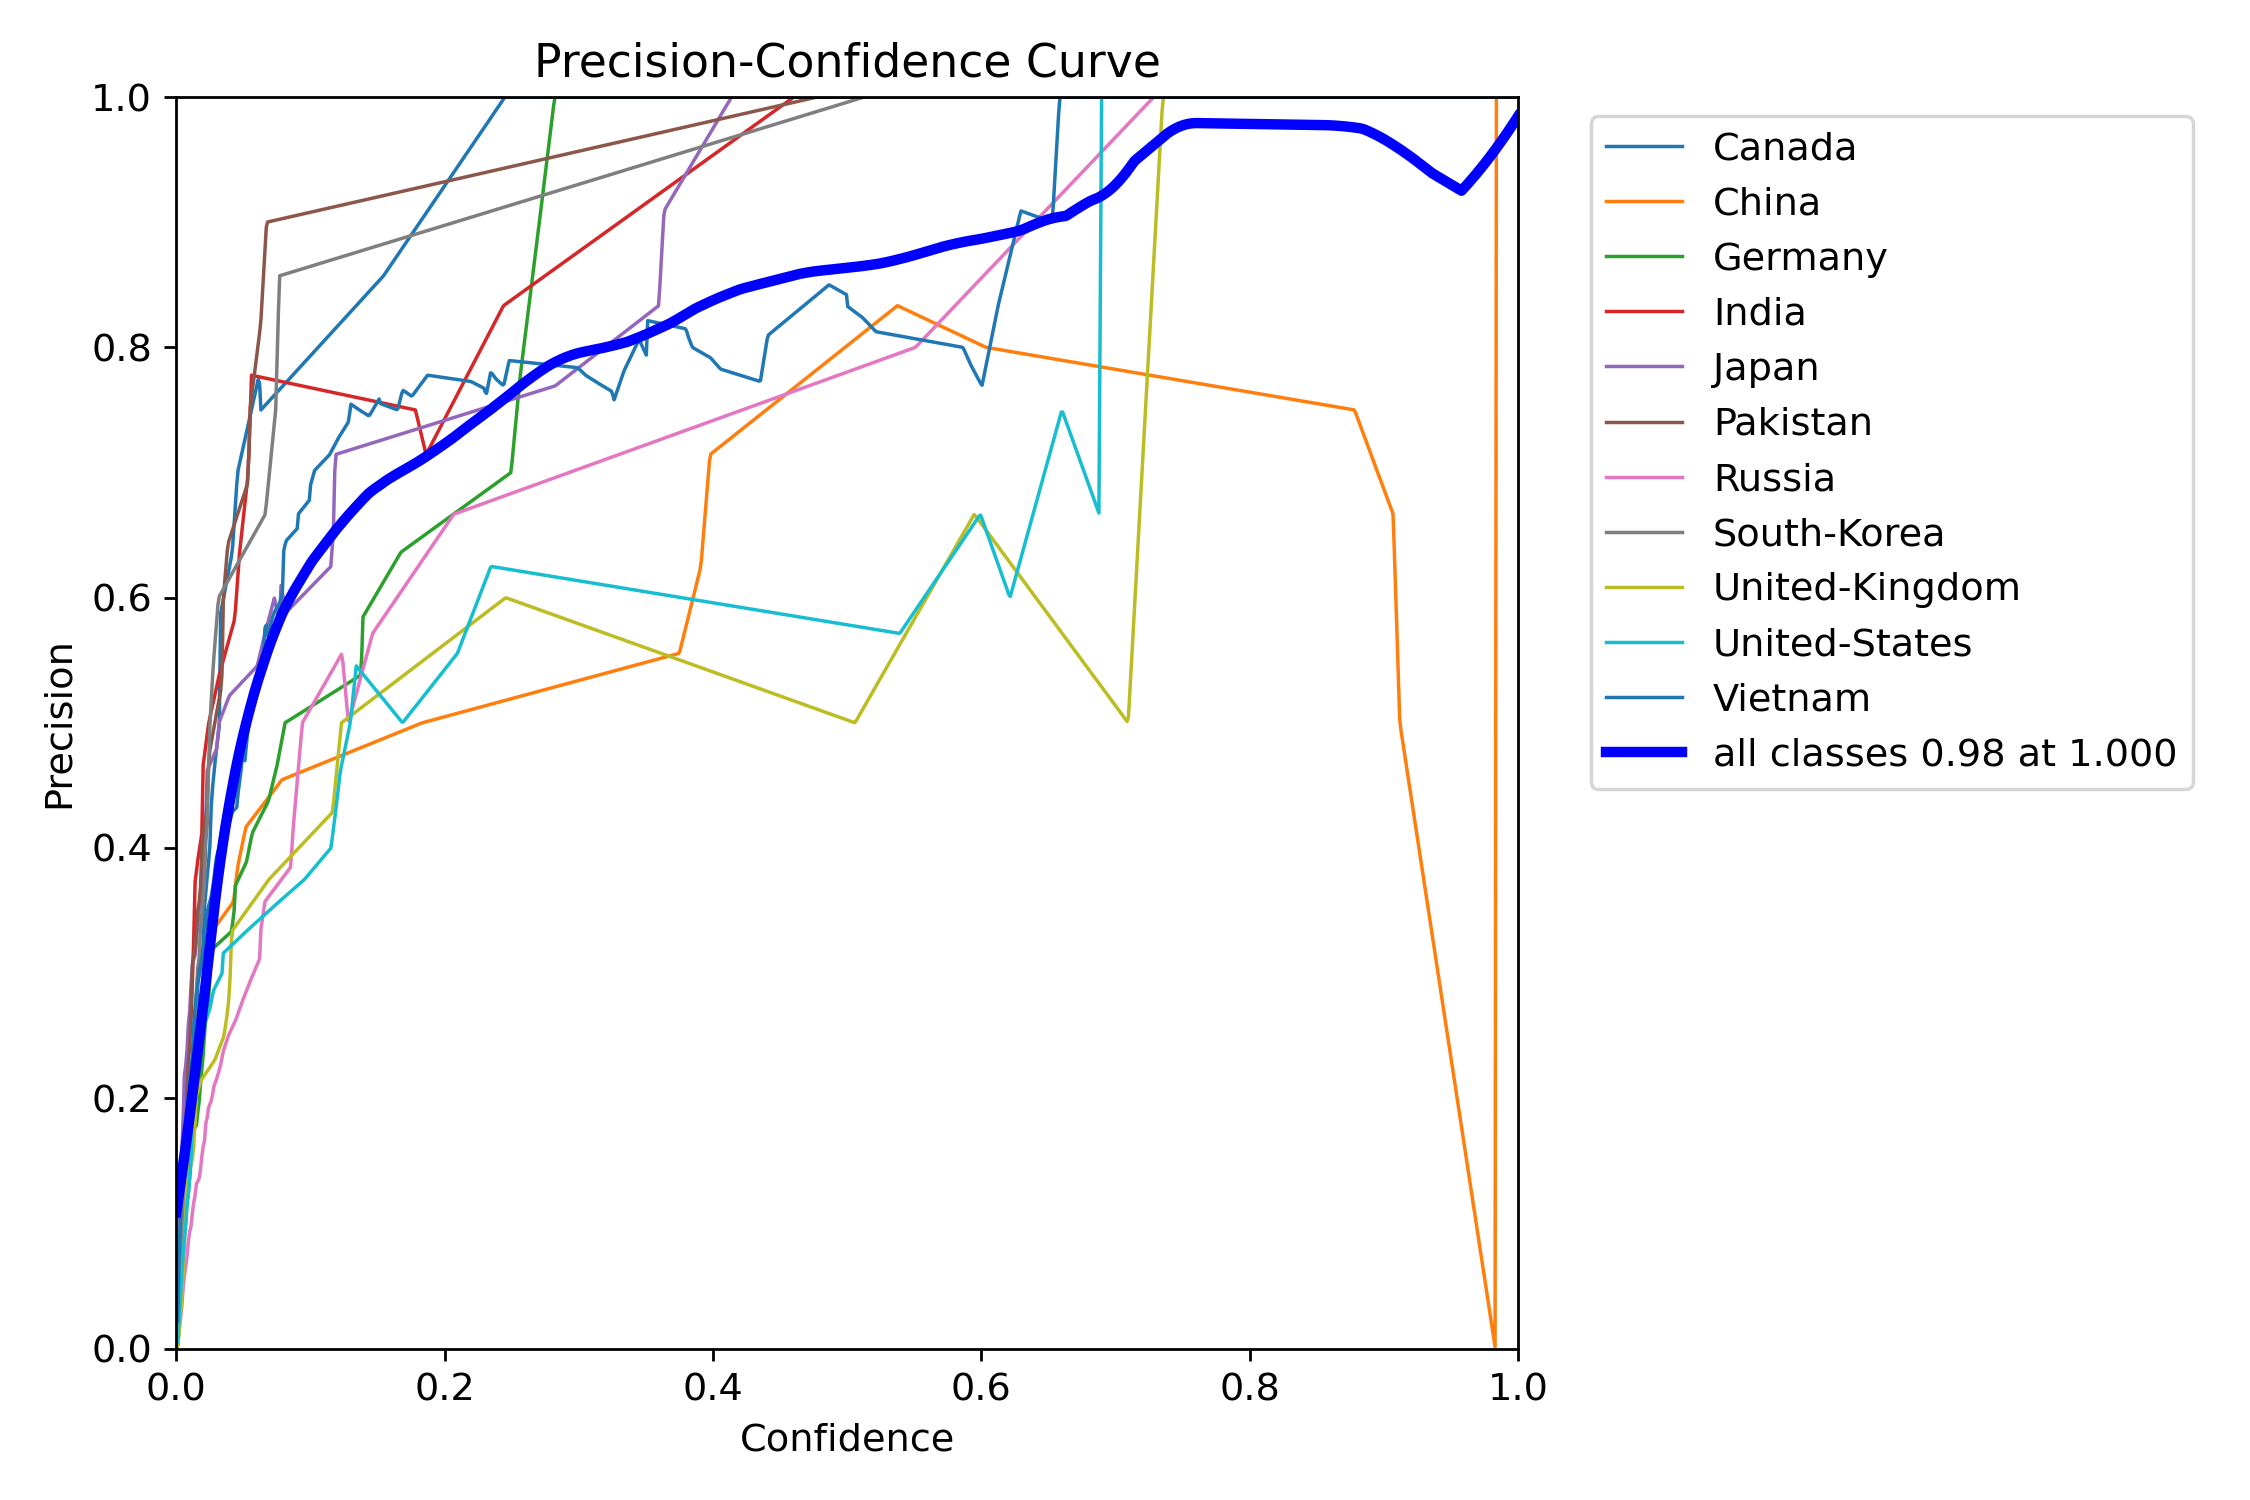 Precision-Confidence Curve
1.0
0.8
0.6
0.4
0.2
0.0
Precision
0.0 0.2 0.4 0.6 0.8 1.0
Confidence
Canada
China
Germany
India
Japan
Pakistan
Russia
South-Korea
United-Kingdom
United-States
Vietnam
all classes 0.98 at 1.000